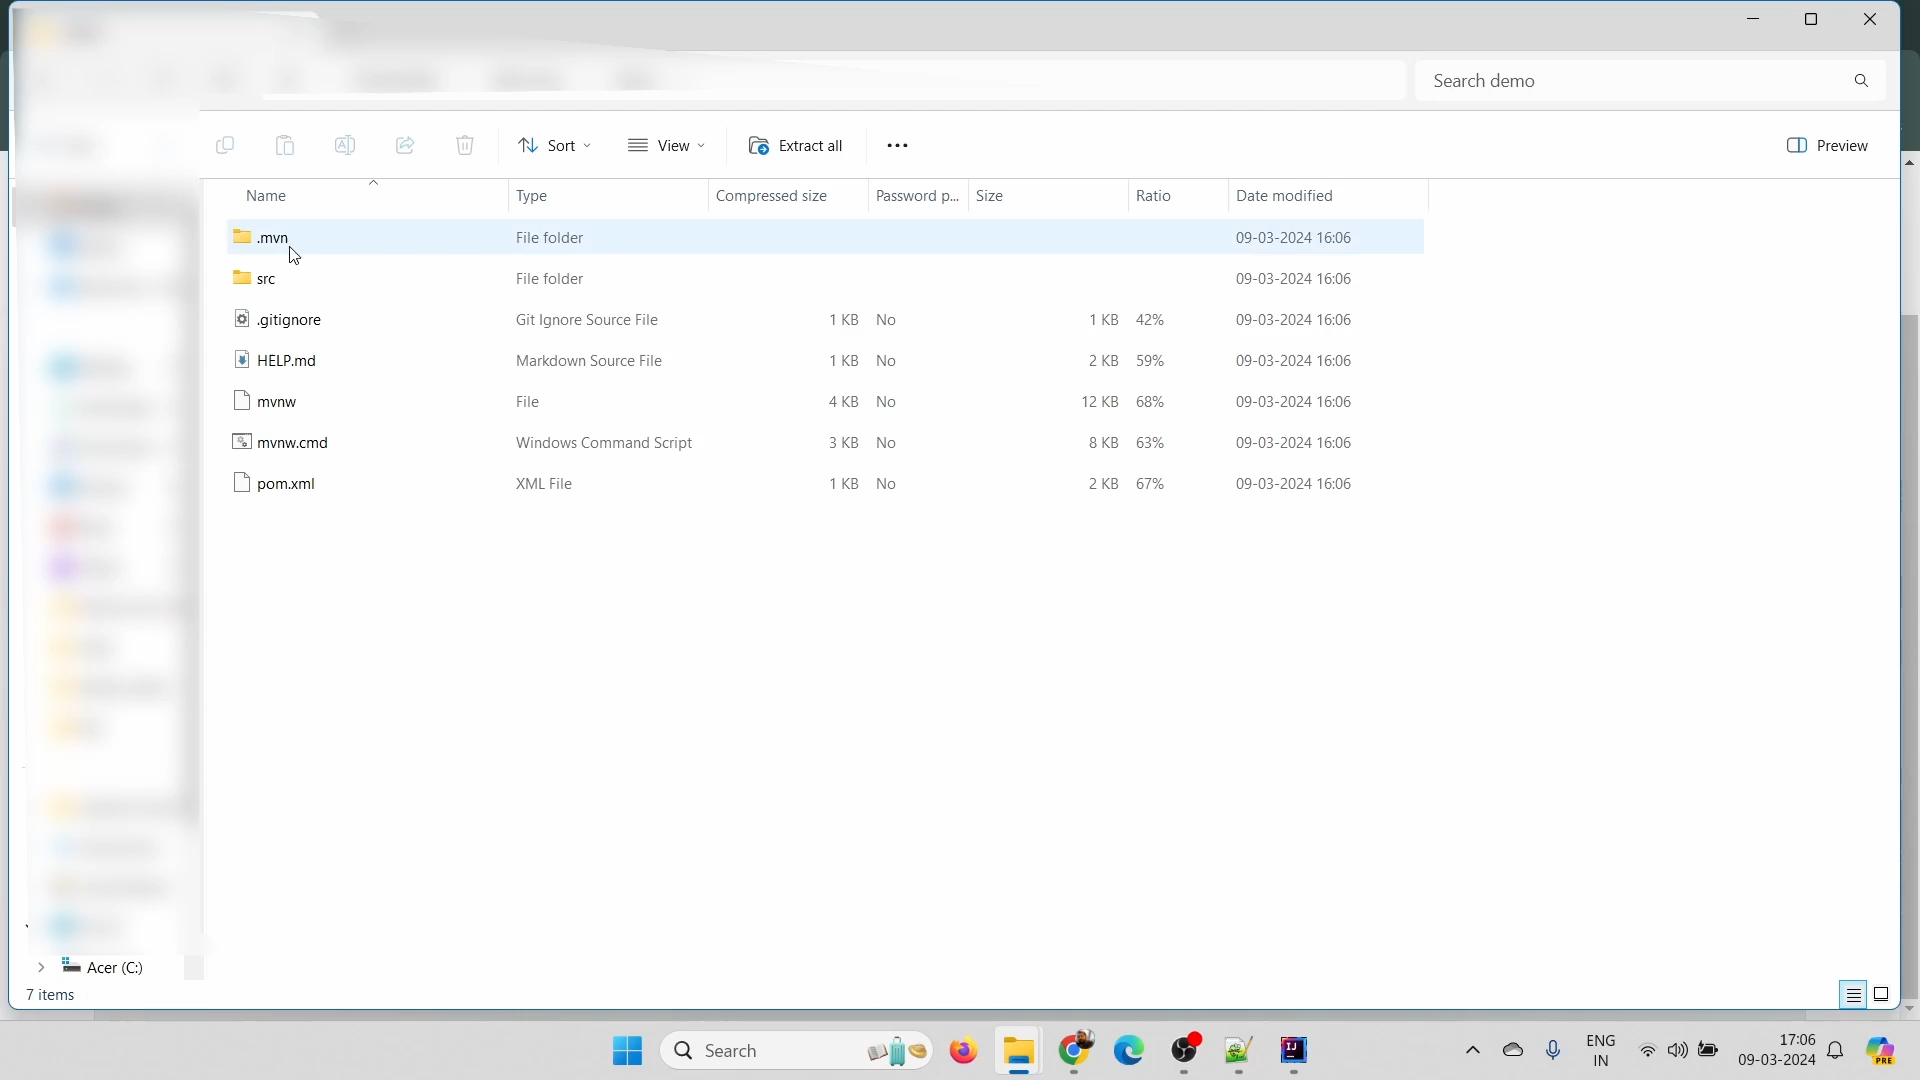 Search demo
Sort
View
Extract all
Preview
Name Type Compressed size Password p... Size Ratio Date modified
.mvn File folder 09-03-2024 16:06
src File folder 09-03-2024 16:06
.gitignore Git Ignore Source File 1 KB No 1 KB 42% 09-03-2024 16:06
HELP.md Markdown Source File 1 KB No 2 KB 59% 09-03-2024 16:06
mvnw File 4 KB No 12 KB 68% 09-03-2024 16:06
mvnw.cmd Windows Command Script 3 KB No 8 KB 63% 09-03-2024 16:06
pom.xml XML File 1 KB No 2 KB 67% 09-03-2024 16:06
Acer (C:)
7 items
Search
ENG
IN
17:06
09-03-2024
PRE